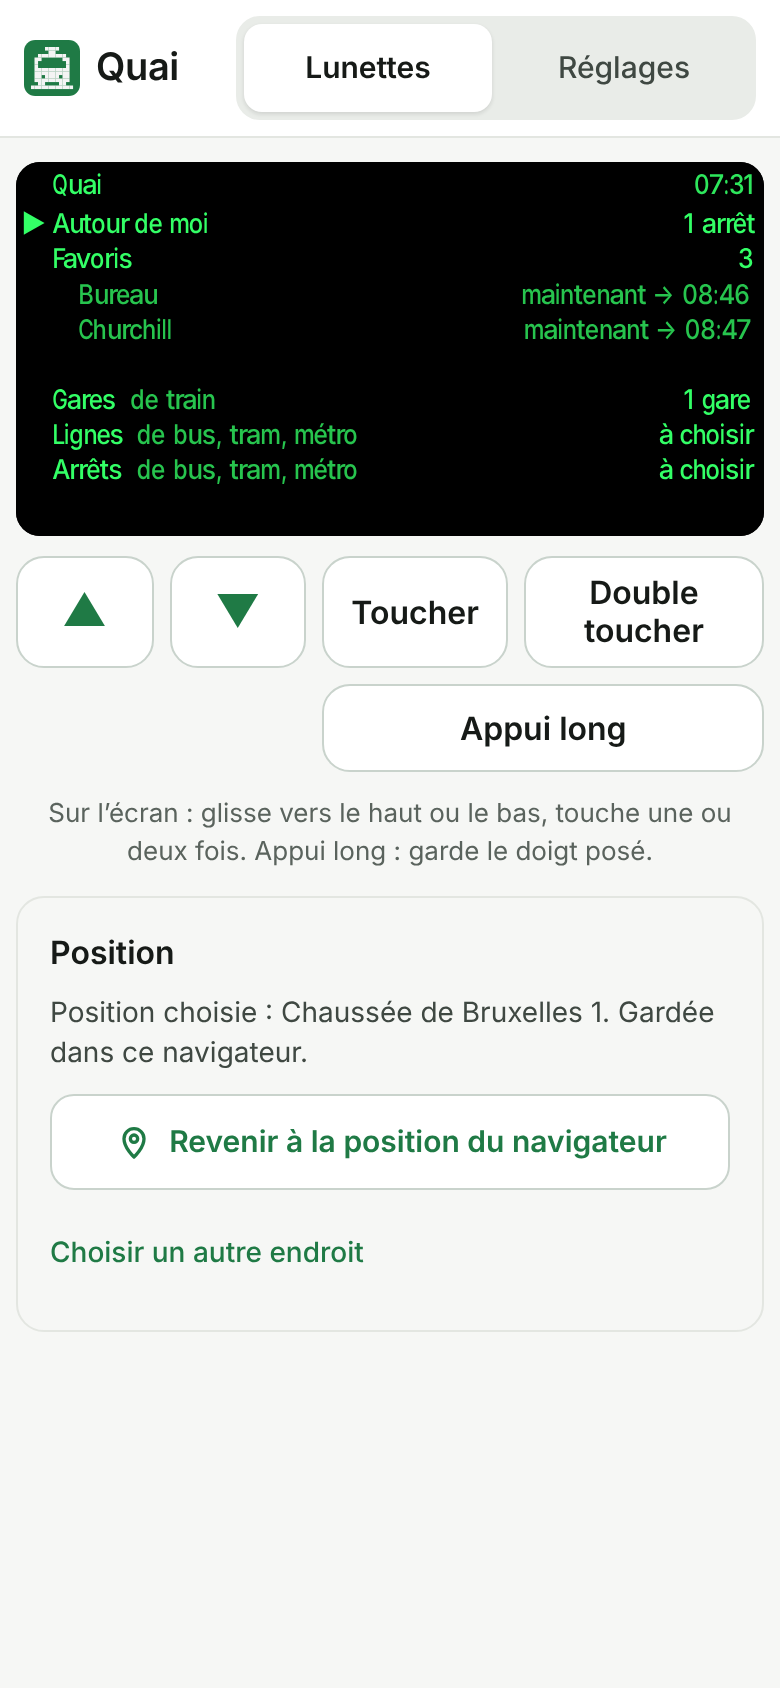 Quai
Lunettes
Réglages
Quai 07:31
▶ Autour de moi 1 arrêt
Favoris 3
Bureau maintenant → 08:46
Churchill maintenant → 08:47
Gares de train 1 gare
Lignes de bus, tram, métro à choisir
Arrêts de bus, tram, métro à choisir
▲
▼
Toucher
Double
toucher
Appui long
Sur l’écran : glisse vers le haut ou le bas, touche une ou
deux fois. Appui long : garde le doigt posé.
Position
Position choisie : Chaussée de Bruxelles 1. Gardée
dans ce navigateur.
Revenir à la position du navigateur
Choisir un autre endroit